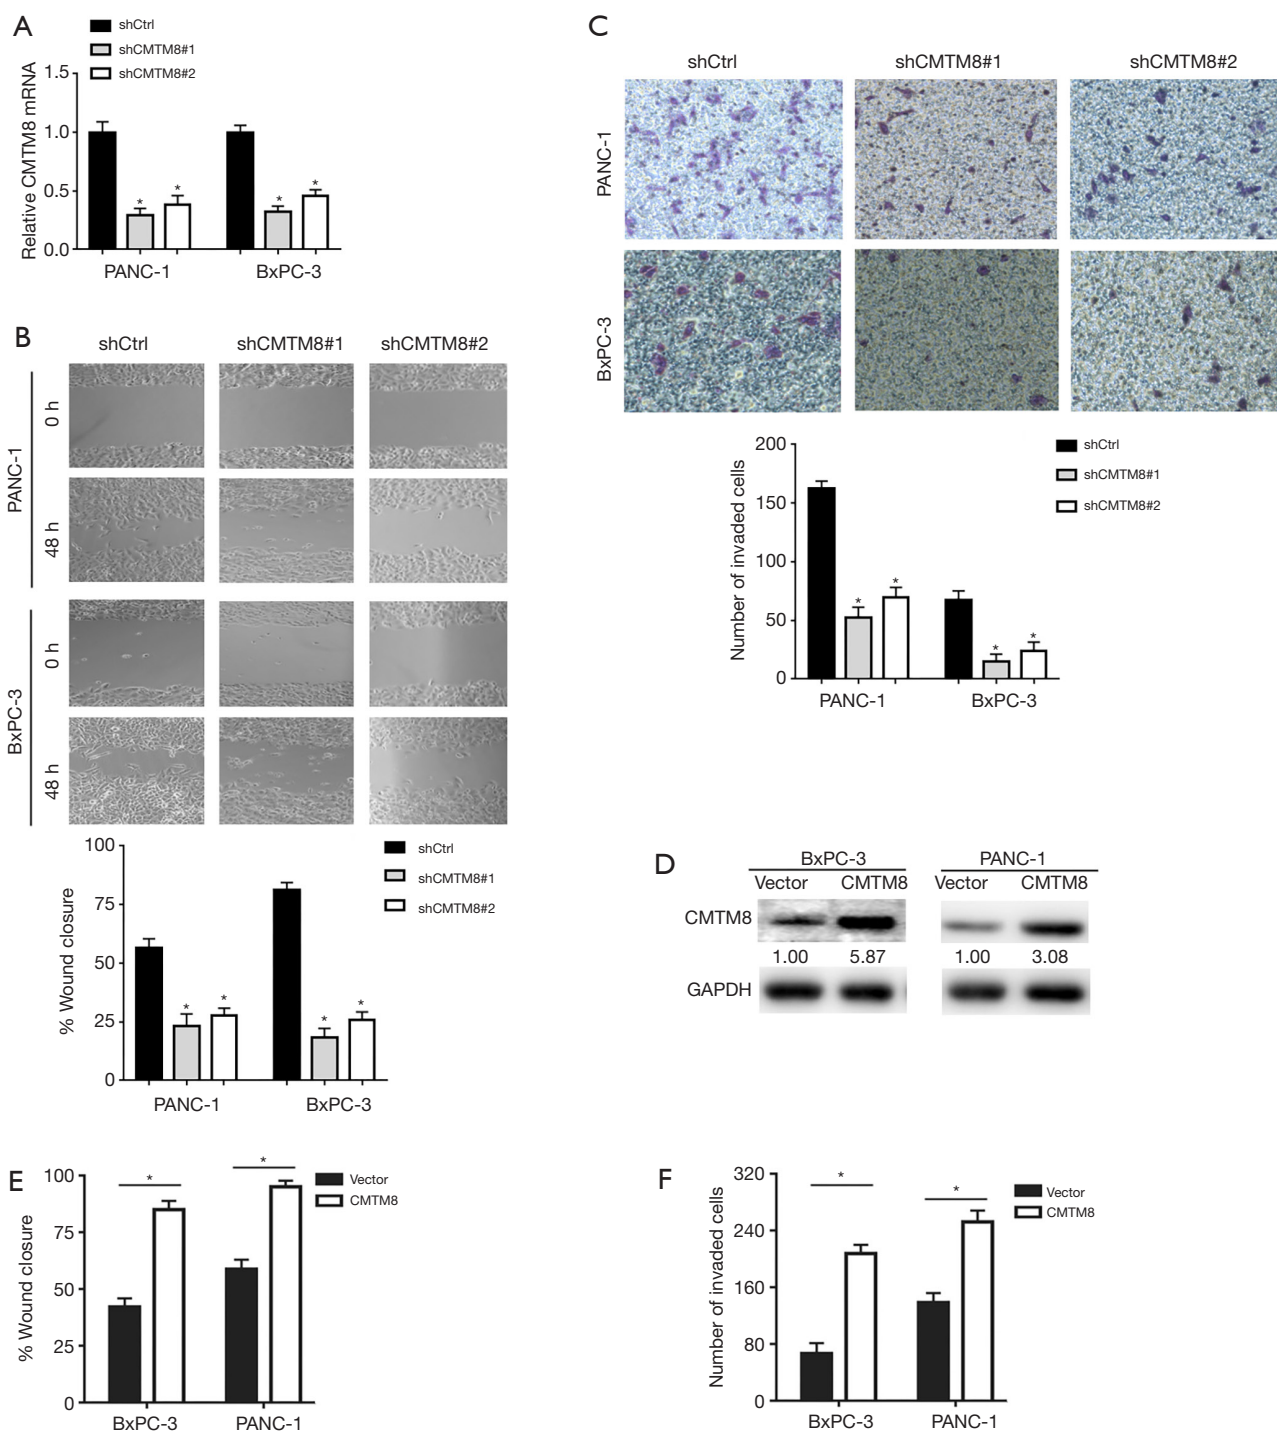 A
shCtrl
shCMTM8#1
shCMTM8#2
Relative CMTM8 mRNA
1.5
1.0
0.5
0.0
* * * *
PANC-1 BxPC-3
B
shCtrl shCMTM8#1 shCMTM8#2
PANC-1
0 h
48 h
BxPC-3
0 h
48 h
% Wound closure
100
75
50
25
0
shCtrl
shCMTM8#1
shCMTM8#2
* * * *
PANC-1 BxPC-3
C
shCtrl shCMTM8#1 shCMTM8#2
PANC-1
BxPC-3
Number of invaded cells
200
150
100
50
0
shCtrl
shCMTM8#1
shCMTM8#2
* * * *
PANC-1 BxPC-3
D
BxPC-3 PANC-1
Vector CMTM8 Vector CMTM8
CMTM8
1.00 5.87 1.00 3.08
GAPDH
E
% Wound closure
100
75
50
25
0
* *
Vector
CMTM8
BxPC-3 PANC-1
F
Number of invaded cells
320
240
160
80
0
* *
Vector
CMTM8
BxPC-3 PANC-1